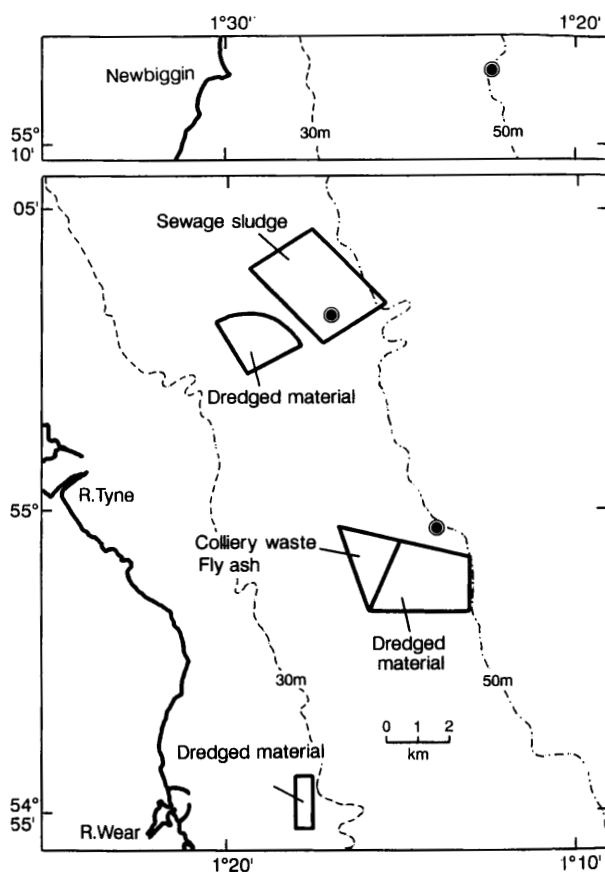 1°30'
1°20'
Newbiggin
55°
10'
30m
50m
05'
Sewage sludge
Dredged material
R.Tyne
55°
Colliery waste
Fly ash
Dredged
material
30m
50m
0 1 2
km
Dredged material
54°
55'
R.Wear
1°20'
1°10'